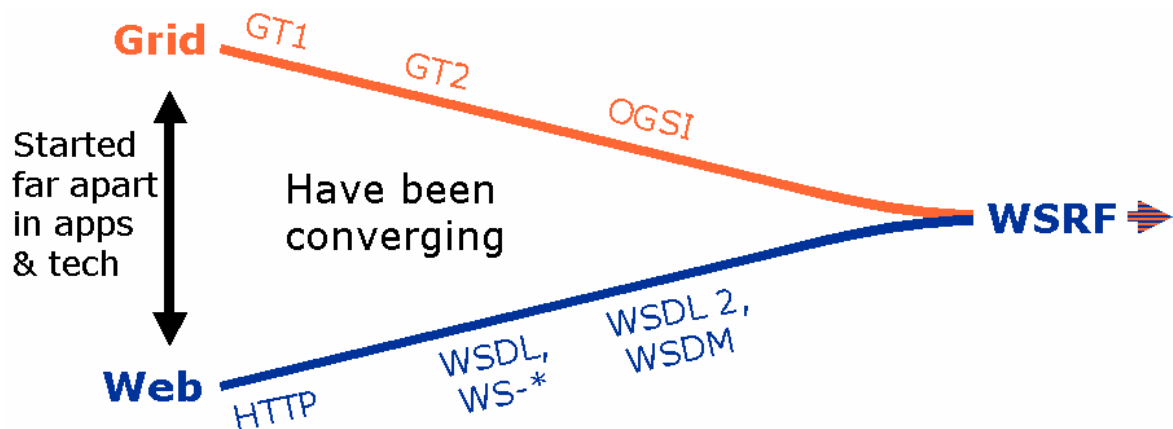 Grid
GT1
GT2
OGSI
Started
far apart
in apps
& tech
Have been
converging
WSRF
Web
HTTP
WSDL,
WS-*
WSDL 2,
WSDM